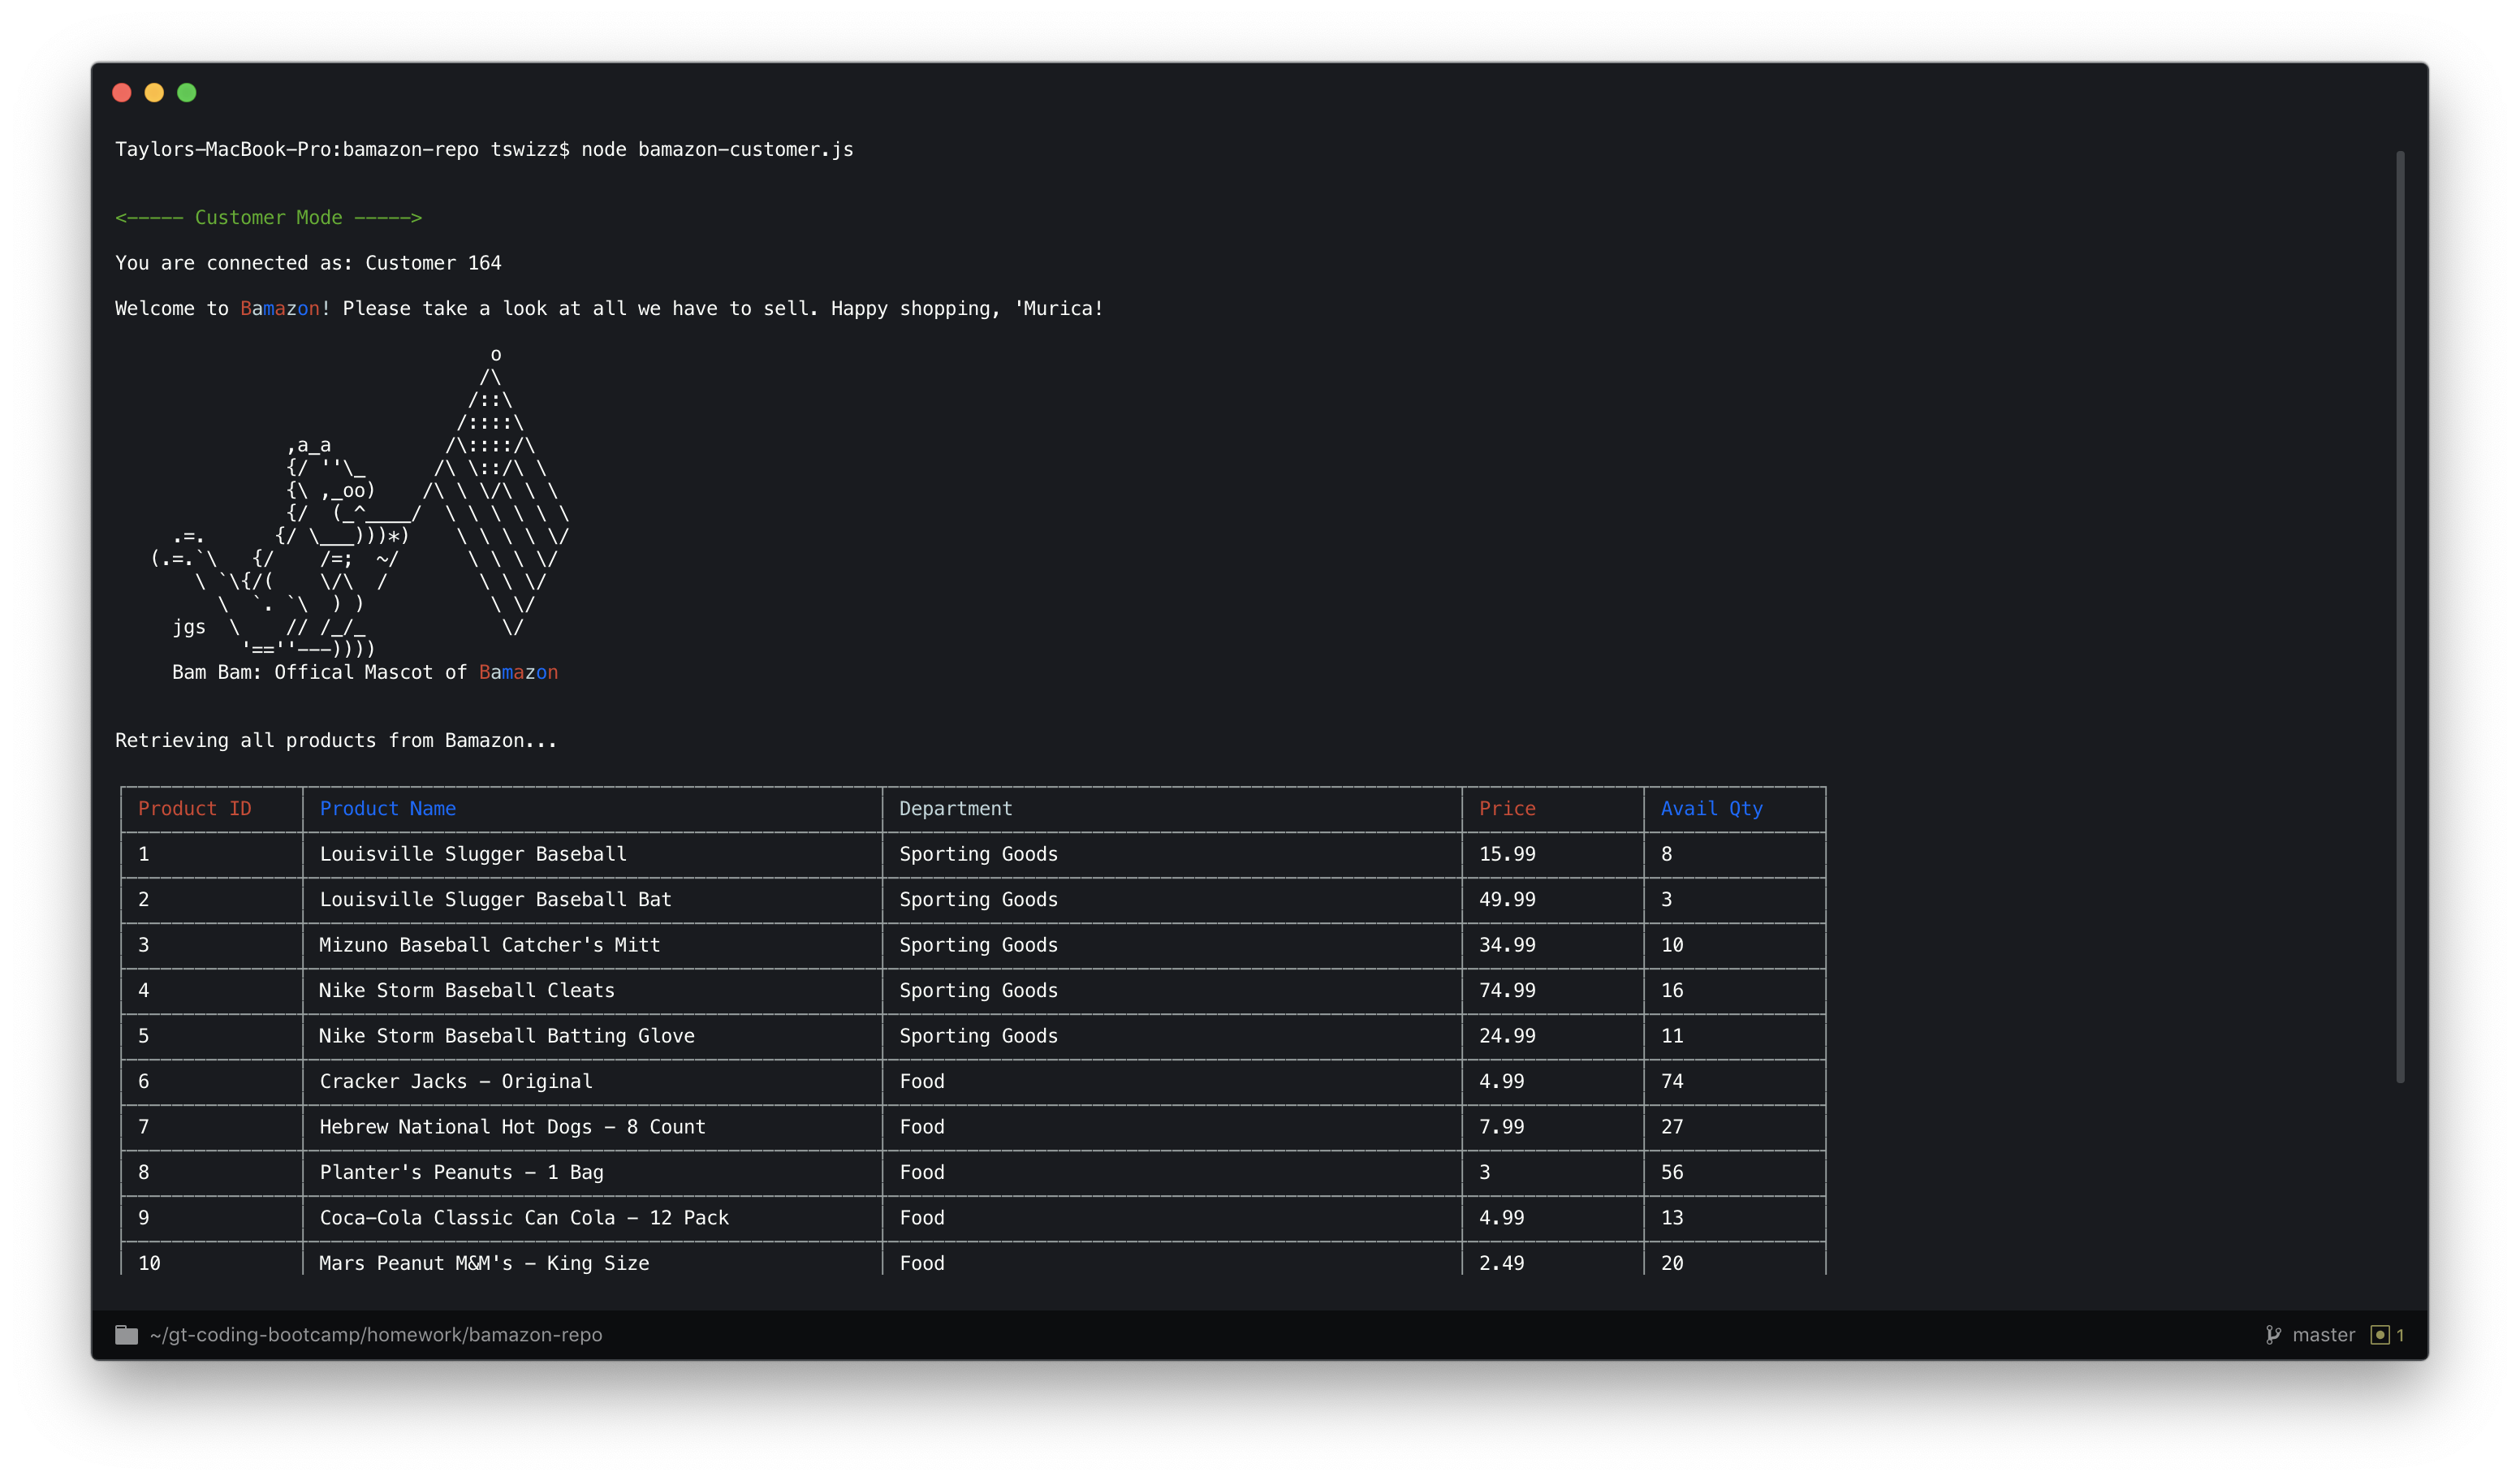 Taylors-MacBook-Pro:bamazon-repo tswizz$ node bamazon-customer.js
<----- Customer Mode ----->
You are connected as: Customer 164
Welcome to Bamazon! Please take a look at all we have to sell. Happy shopping, 'Murica!
                                 o
                                /\
                               /::\
                              /::::\
               ,a_a          /\::::/\
               {/ ''\_      /\ \::/\ \
               {\ ,_oo)    /\ \ \/\ \ \
               {/  (_^____/  \ \ \ \ \ \
     .=.      {/ \___)))*)    \ \ \ \ \/
   (.=.`\   {/    /=;  ~/      \ \ \ \/
       \ `\{/(    \/\  /        \ \ \/
         \  `. `\  ) )           \ \/
     jgs  \    // /_/_            \/
           '==''---))))
     Bam Bam: Offical Mascot of Bamazon
Retrieving all products from Bamazon...
Product ID Product Name Department Price Avail Qty
1 Louisville Slugger Baseball Sporting Goods 15.99 8
2 Louisville Slugger Baseball Bat Sporting Goods 49.99 3
3 Mizuno Baseball Catcher's Mitt Sporting Goods 34.99 10
4 Nike Storm Baseball Cleats Sporting Goods 74.99 16
5 Nike Storm Baseball Batting Glove Sporting Goods 24.99 11
6 Cracker Jacks - Original Food 4.99 74
7 Hebrew National Hot Dogs - 8 Count Food 7.99 27
8 Planter's Peanuts - 1 Bag Food 3 56
9 Coca-Cola Classic Can Cola - 12 Pack Food 4.99 13
10 Mars Peanut M&M's - King Size Food 2.49 20
~/gt-coding-bootcamp/homework/bamazon-repo master 1